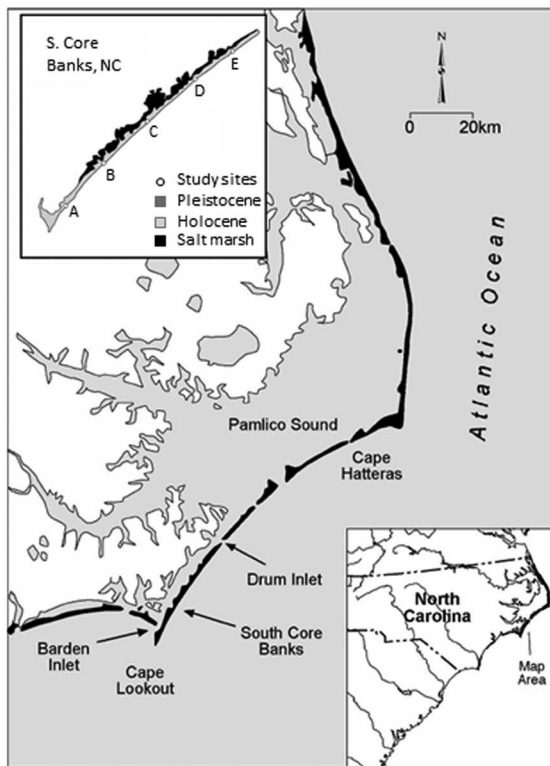 S. Core
Banks, NC
E
D
C
B
A
Study sites
Pleistocene
Holocene
Salt marsh
N
0 20km
Atlantic Ocean
Pamlico Sound
Cape
Hatteras
Drum Inlet
South Core
Banks
Barden
Inlet
Cape
Lookout
North
Carolina
Map
Area